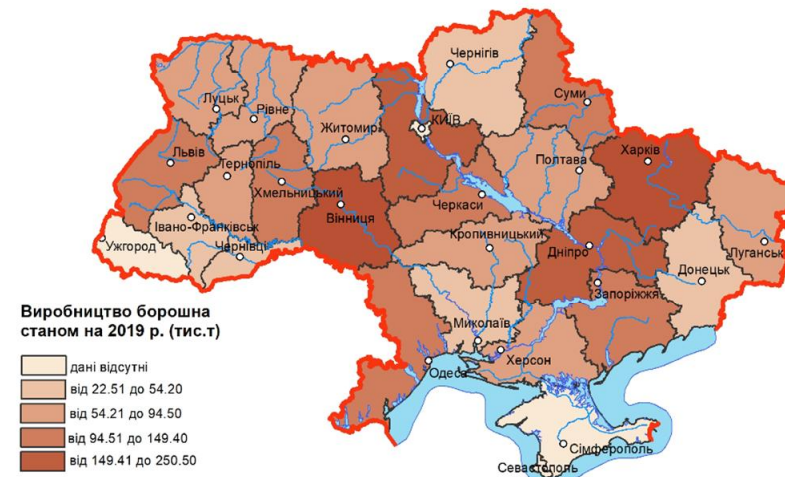 Чернігів
Суми
Луцьк
Рівне
КИЇВ
Житомир
Харків
Львів
Полтава
Тернопіль
Хмельницький
Черкаси
Вінниця
Івано-Франківськ
Кропивницький
Ужгород
Чернівці
Дніпро
Луганськ
Донецьк
Запоріжжя
Миколаїв
Херсон
Одеса
Сімферополь
Севастополь
Виробництво борошна
станом на 2019 р. (тис.т)
дані відсутні
від 22.51 до 54.20
від 54.21 до 94.50
від 94.51 до 149.40
від 149.41 до 250.50